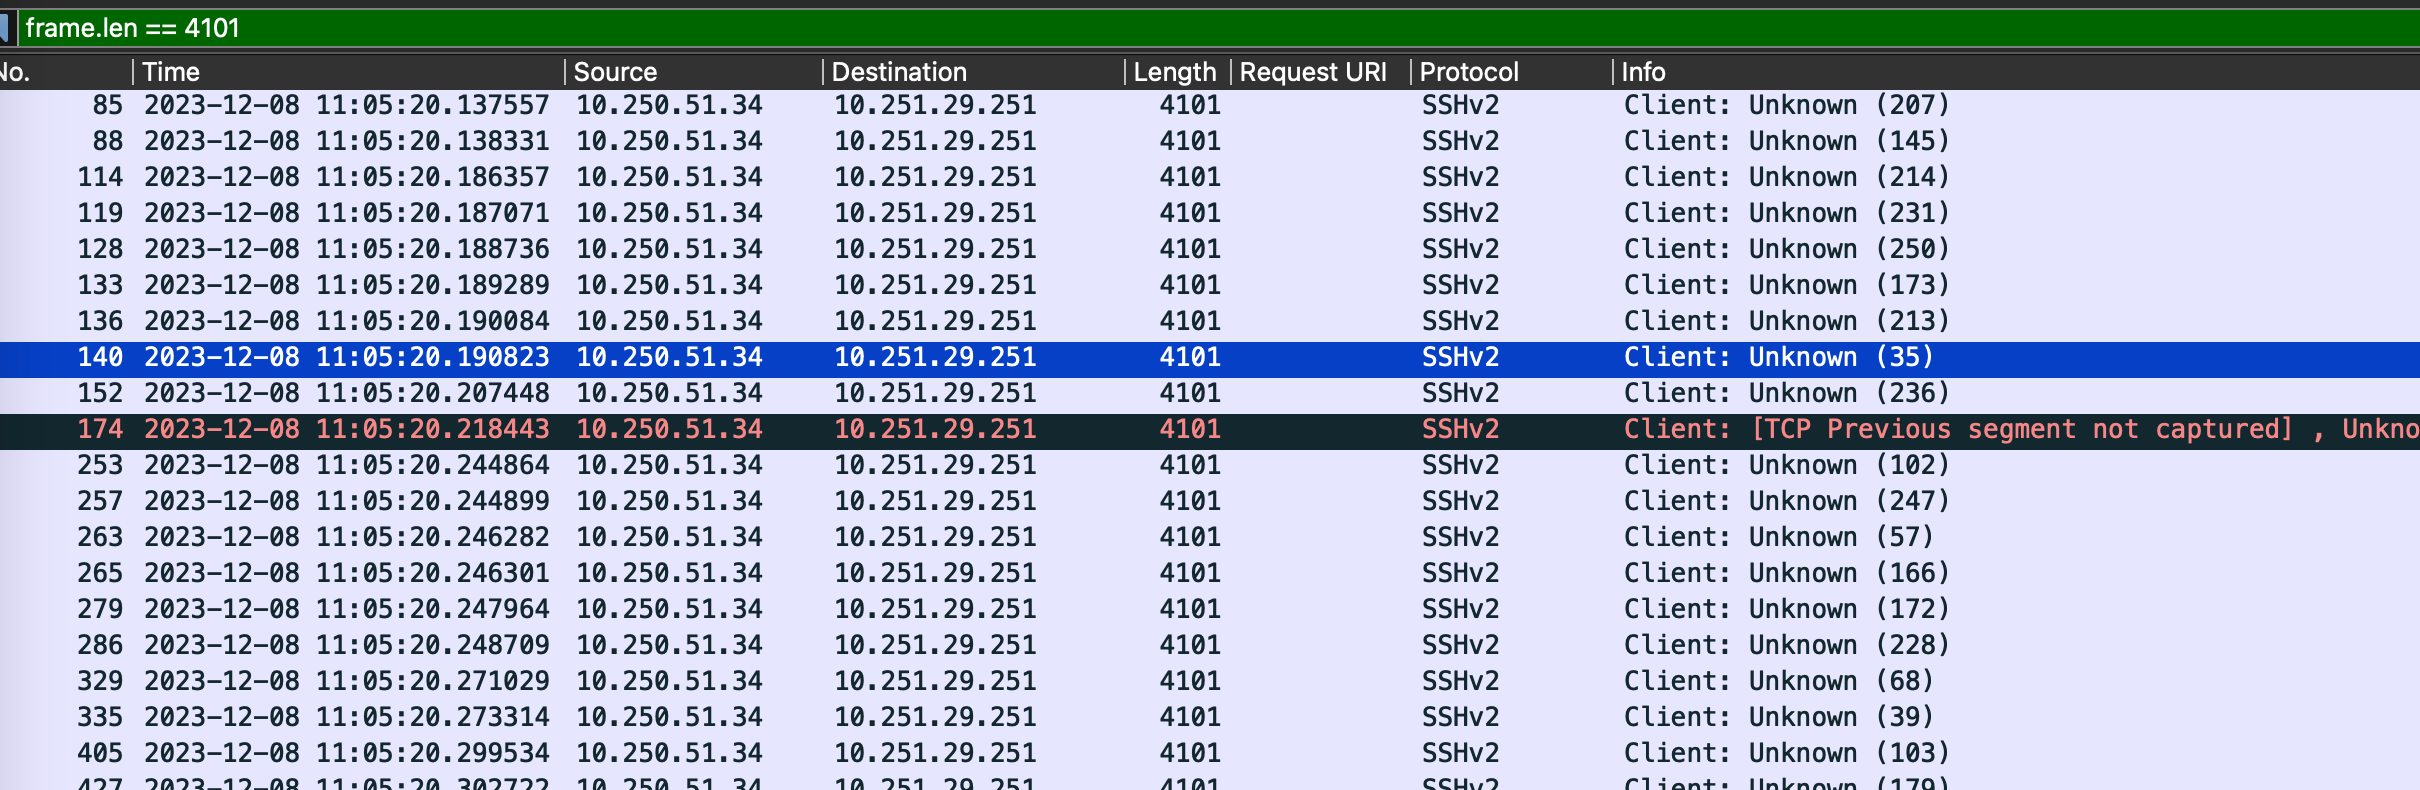 frame.len == 4101
No. Time Source Destination Length Request URI Protocol Info
85 2023-12-08 11:05:20.137557 10.250.51.34 10.251.29.251 4101 SSHv2 Client: Unknown (207)
88 2023-12-08 11:05:20.138331 10.250.51.34 10.251.29.251 4101 SSHv2 Client: Unknown (145)
114 2023-12-08 11:05:20.186357 10.250.51.34 10.251.29.251 4101 SSHv2 Client: Unknown (214)
119 2023-12-08 11:05:20.187071 10.250.51.34 10.251.29.251 4101 SSHv2 Client: Unknown (231)
128 2023-12-08 11:05:20.188736 10.250.51.34 10.251.29.251 4101 SSHv2 Client: Unknown (250)
133 2023-12-08 11:05:20.189289 10.250.51.34 10.251.29.251 4101 SSHv2 Client: Unknown (173)
136 2023-12-08 11:05:20.190084 10.250.51.34 10.251.29.251 4101 SSHv2 Client: Unknown (213)
140 2023-12-08 11:05:20.190823 10.250.51.34 10.251.29.251 4101 SSHv2 Client: Unknown (35)
152 2023-12-08 11:05:20.207448 10.250.51.34 10.251.29.251 4101 SSHv2 Client: Unknown (236)
174 2023-12-08 11:05:20.218443 10.250.51.34 10.251.29.251 4101 SSHv2 Client: [TCP Previous segment not captured] , Unkno
253 2023-12-08 11:05:20.244864 10.250.51.34 10.251.29.251 4101 SSHv2 Client: Unknown (102)
257 2023-12-08 11:05:20.244899 10.250.51.34 10.251.29.251 4101 SSHv2 Client: Unknown (247)
263 2023-12-08 11:05:20.246282 10.250.51.34 10.251.29.251 4101 SSHv2 Client: Unknown (57)
265 2023-12-08 11:05:20.246301 10.250.51.34 10.251.29.251 4101 SSHv2 Client: Unknown (166)
279 2023-12-08 11:05:20.247964 10.250.51.34 10.251.29.251 4101 SSHv2 Client: Unknown (172)
286 2023-12-08 11:05:20.248709 10.250.51.34 10.251.29.251 4101 SSHv2 Client: Unknown (228)
329 2023-12-08 11:05:20.271029 10.250.51.34 10.251.29.251 4101 SSHv2 Client: Unknown (68)
335 2023-12-08 11:05:20.273314 10.250.51.34 10.251.29.251 4101 SSHv2 Client: Unknown (39)
405 2023-12-08 11:05:20.299534 10.250.51.34 10.251.29.251 4101 SSHv2 Client: Unknown (103)
427 2023-12-08 11:05:20.302722 10.250.51.34 10.251.29.251 4101 SSHv2 Client: Unknown (179)